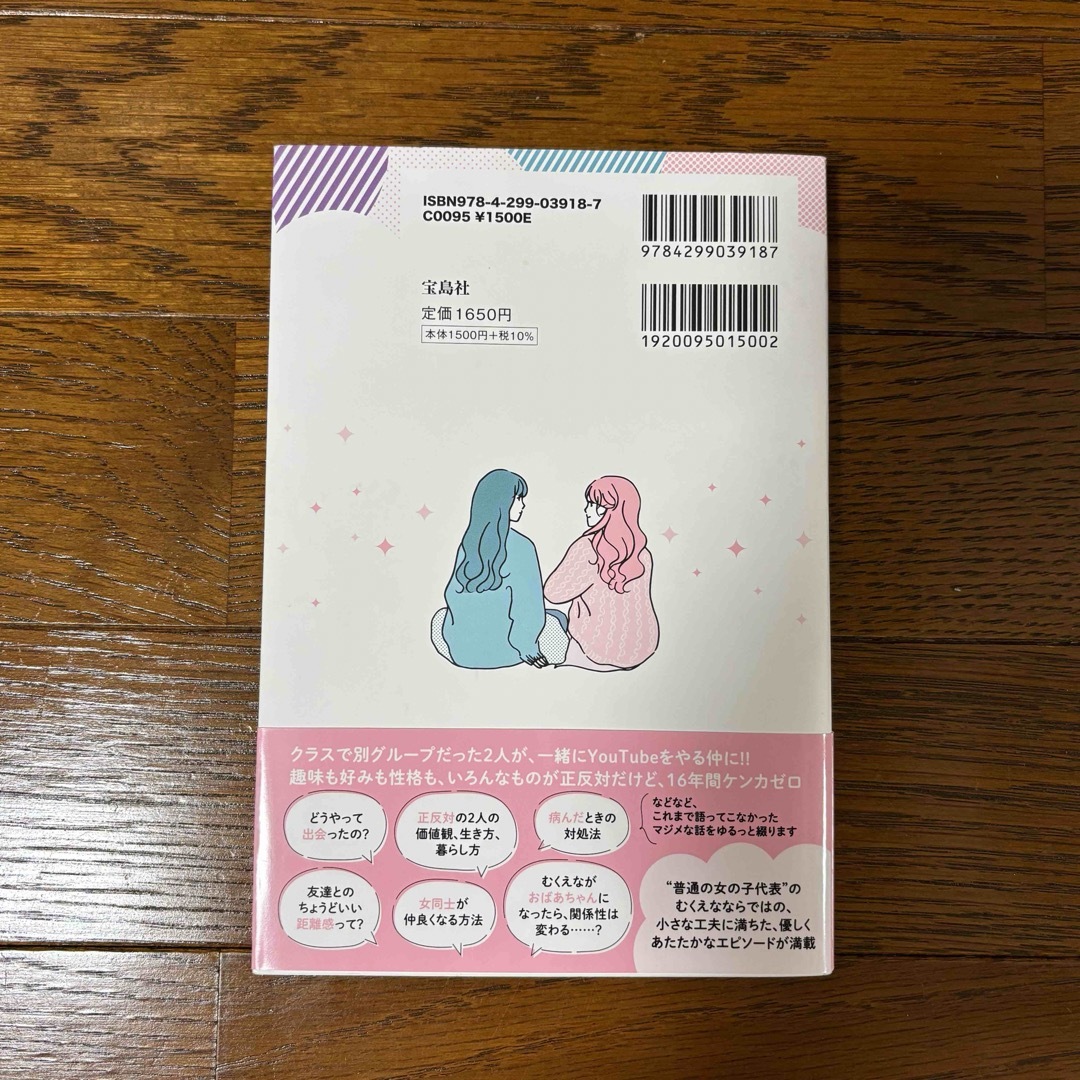 ISBN978-4-299-03918-7
C0095 ¥1500E
9784299039187
宝島社
定価1650円
本体1500円+税10%
1920095015002
クラスで別グループだった2人が、一緒にYouTubeをやる仲に!!
趣味も好みも性格も、いろんなものが正反対だけど、16年間ケンカゼロ
どうやって
出会ったの?
正反対の2人の
価値観、生き方、
暮らし方
病んだときの
対処法
などなど、
これまで語ってこなかった
マジメな話をゆるっと綴ります
友達との
ちょうどいい
距離感って?
女同士が
仲良くなる方法
むくえなが
おばあちゃんに
なったら、関係性は
変わる……?
“普通の女の子代表”の
むくえなならではの、
小さな工夫に満ちた、優しく
あたたかなエピソードが満載